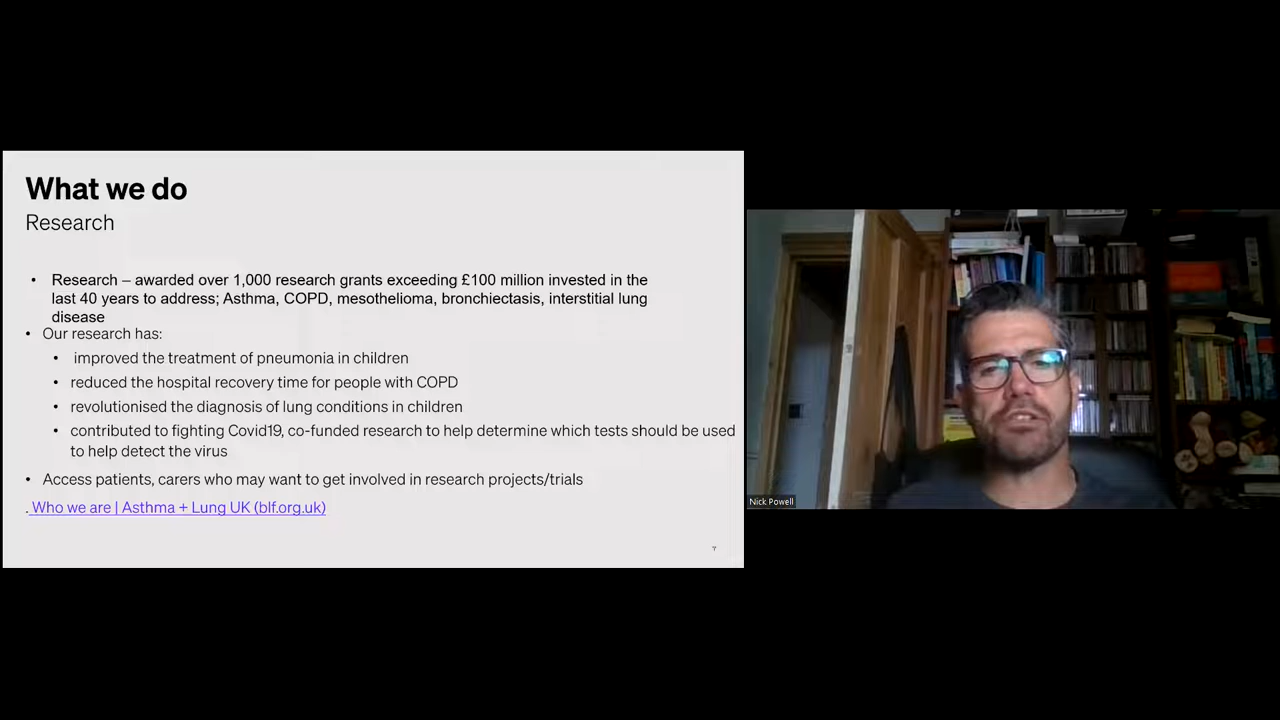 What we do
Research
• Research – awarded over 1,000 research grants exceeding £100 million invested in the
last 40 years to address; Asthma, COPD, mesothelioma, bronchiectasis, interstitial lung
disease
• Our research has:
• improved the treatment of pneumonia in children
• reduced the hospital recovery time for people with COPD
• revolutionised the diagnosis of lung conditions in children
• contributed to fighting Covid19, co-funded research to help determine which tests should be used
to help detect the virus
• Access patients, carers who may want to get involved in research projects/trials
. Who we are | Asthma + Lung UK (blf.org.uk)
7
Nick Powell